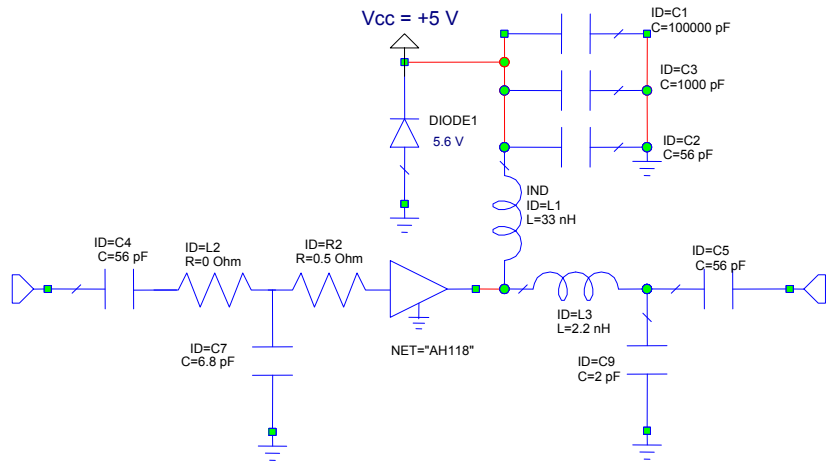 Vcc = +5 V
ID=C1
C=100000 pF
ID=C3
C=1000 pF
DIODE1
5.6 V
ID=C2
C=56 pF
IND
ID=L1
L=33 nH
ID=C4
C=56 pF
ID=L2
R=0 Ohm
ID=R2
R=0.5 Ohm
ID=C5
C=56 pF
ID=L3
L=2.2 nH
ID=C7
C=6.8 pF
NET="AH118"
ID=C9
C=2 pF